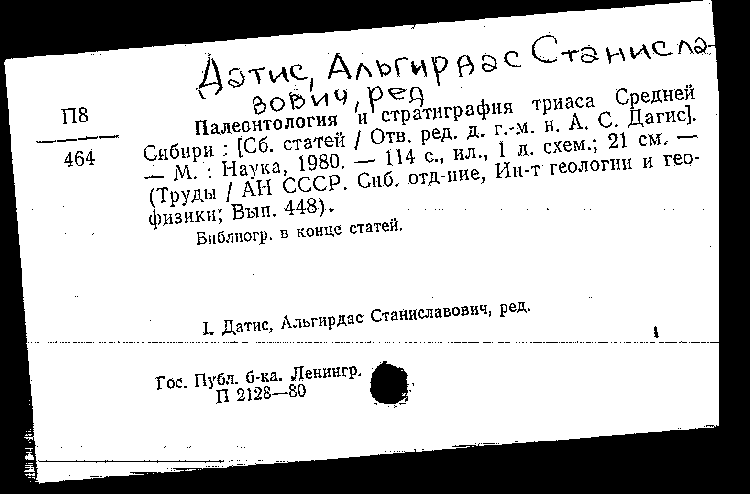 Датис, Альгирдас Станисла-
вович, ред
П8
464
Палеонтология и стратиграфия триаса Средней
Сибири : [Сб. статей / Отв. ред. д. г.-м. н. А. С. Дагис].
— М. : Наука, 1980. — 114 с., ил., 1 л. схем.; 21 см. —
(Труды / АН СССР. Сиб. отд-ние, Ин-т геологии и гео-
физики; Вып. 448).
Библиогр. в конце статей.
I. Датис, Альгирдас Станиславович, ред.
Гос. Публ. б-ка. Ленингр.
П 2128—80